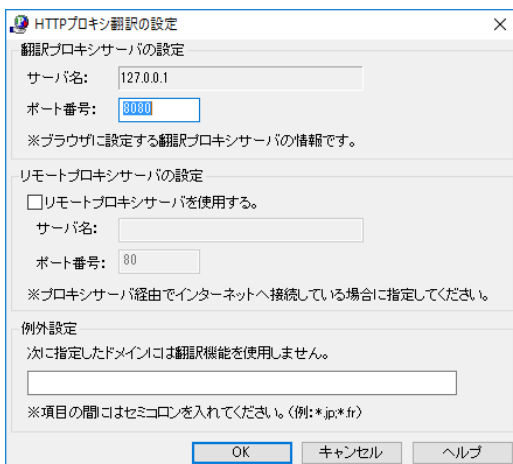 HTTPプロキシ翻訳の設定
翻訳プロキシサーバの設定
サーバ名: 127.0.0.1
ポート番号: 8080
※ブラウザに設定する翻訳プロキシサーバの情報です。
リモートプロキシサーバの設定
リモートプロキシサーバを使用する。
サーバ名:
ポート番号: 80
※プロキシサーバ経由でインターネットへ接続している場合に指定してください。
例外設定
次に指定したドメインには翻訳機能を使用しません。
※項目の間にはセミコロンを入れてください。(例:*.jp;*.fr)
OK キャンセル ヘルプ